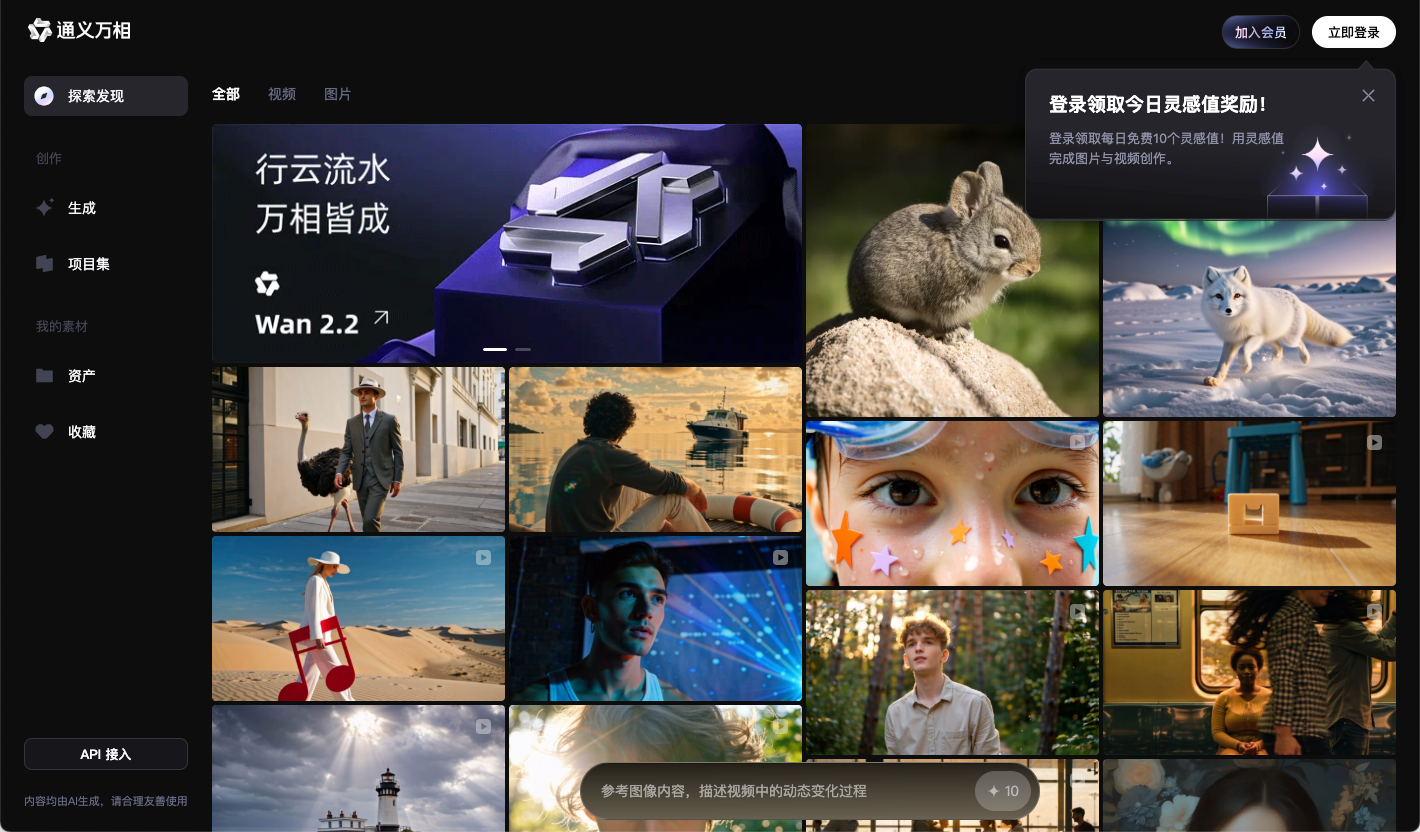 通义万相
加入会员
立即登录
探索发现
创作
生成
项目集
我的素材
资产
收藏
API 接入
内容均由AI生成，请合理友善使用
全部
视频
图片
登录领取今日灵感值奖励！
登录领取每日免费10个灵感值！用灵感值
完成图片与视频创作。
行云流水
万相皆成
Wan 2.2
参考图像内容，描述视频中的动态变化过程
10